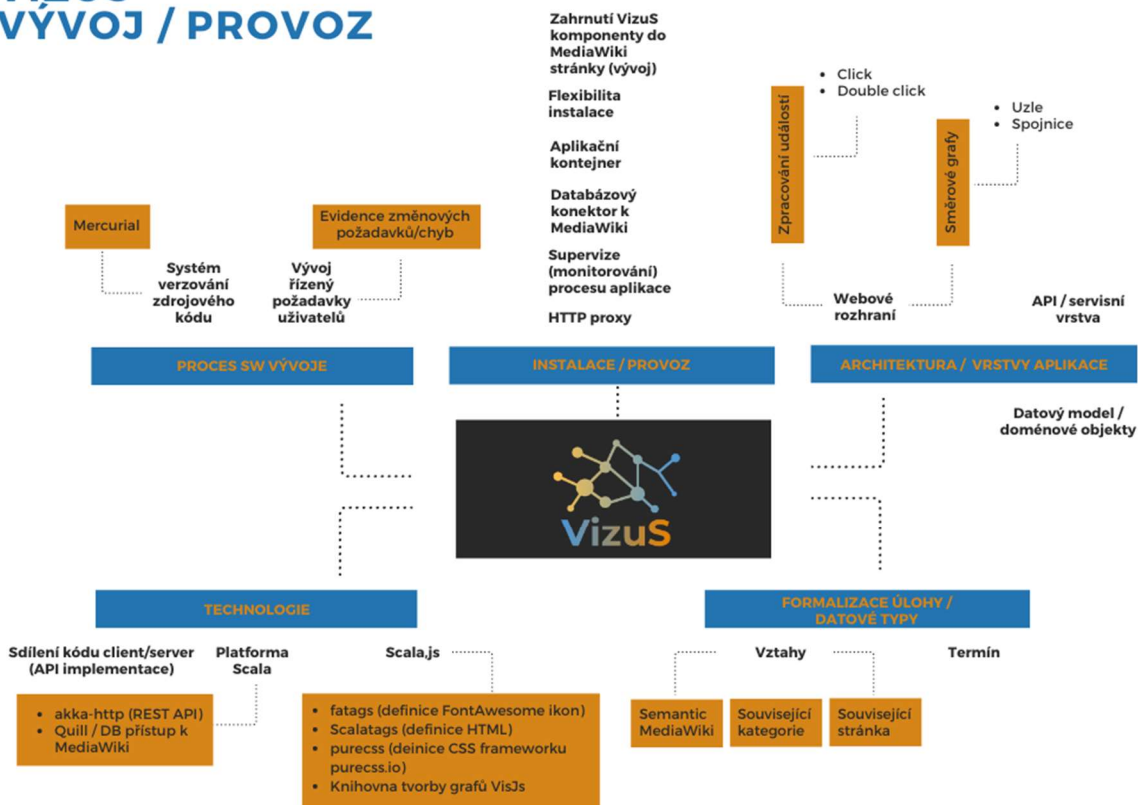 VizuS
VÝVOJ / PROVOZ
Zahrnutí VizuS
komponenty do
MediaWiki
stránky (vývoj)
Flexibilita
instalace
Aplikační
kontejner
Databázový
konektor k
MediaWiki
Supervize
(monitorování)
procesu aplikace
HTTP proxy
• Click
• Double click
• Uzle
• Spojnice
Zpracování událostí
Směrové grafy
Mercurial
Evidence změnových
požadavků/chyb
Systém
verzování
zdrojového
kódu
Vývoj
řízený
požadavky
uživatelů
Webové
rozhraní
API / servisní
vrstva
PROCES SW VÝVOJE
INSTALACE / PROVOZ
ARCHITEKTURA / VRSTVY APLIKACE
Datový model /
doménové objekty
VizuS
TECHNOLOGIE
FORMALIZACE ÚLOHY /
DATOVÉ TYPY
Sdílení kódu client/server
(API implementace)
Platforma
Scala
Scala,js
Vztahy
Termín
• akka-http (REST API)
• Quill / DB přístup k
MediaWiki
• fatags (definice FontAwesome ikon)
• Scalatags (definice HTML)
• purecss (deinice CSS frameworku
purecss.io)
• Knihovna tvorby grafů VisJs
Semantic
MediaWiki
Související
kategorie
Související
stránka